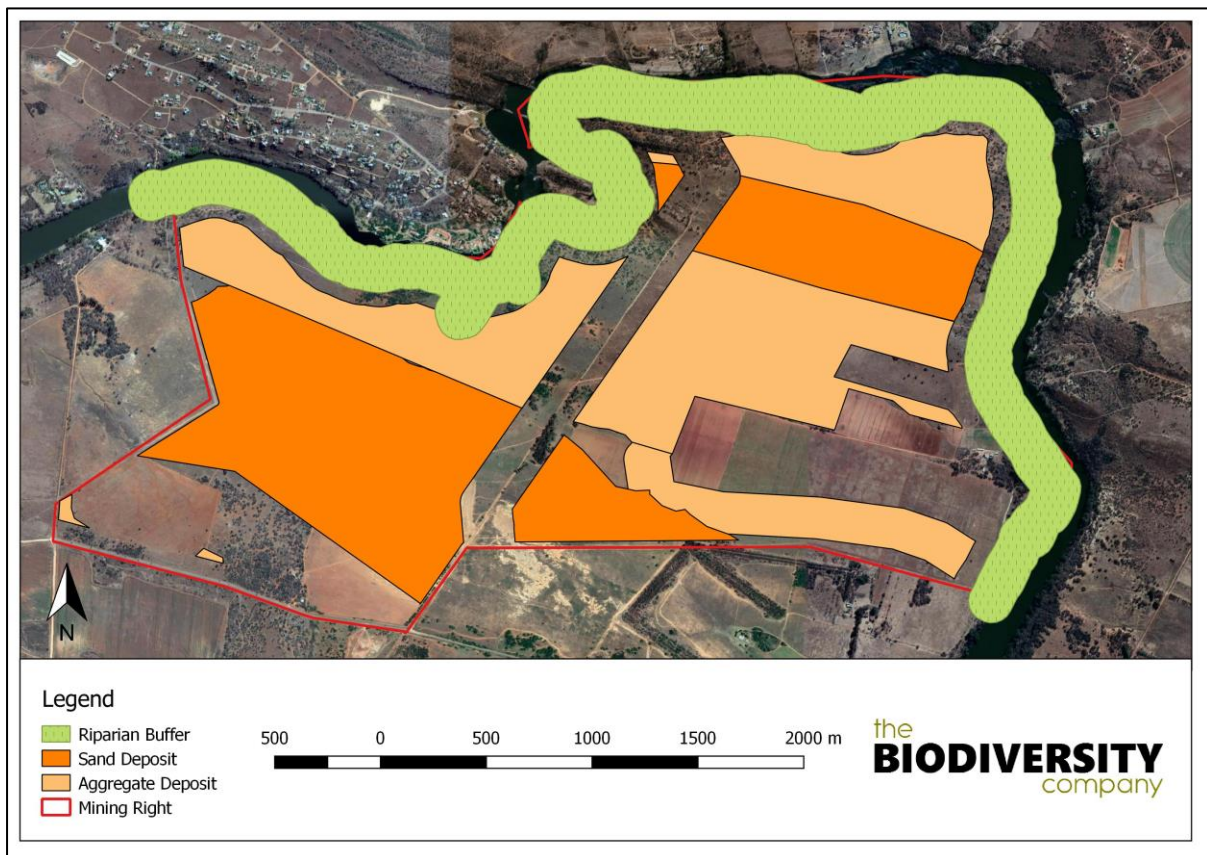 N
Legend
Riparian Buffer
Sand Deposit
Aggregate Deposit
Mining Right
500 0 500 1000 1500 2000 m
the
BIODIVERSITY
company